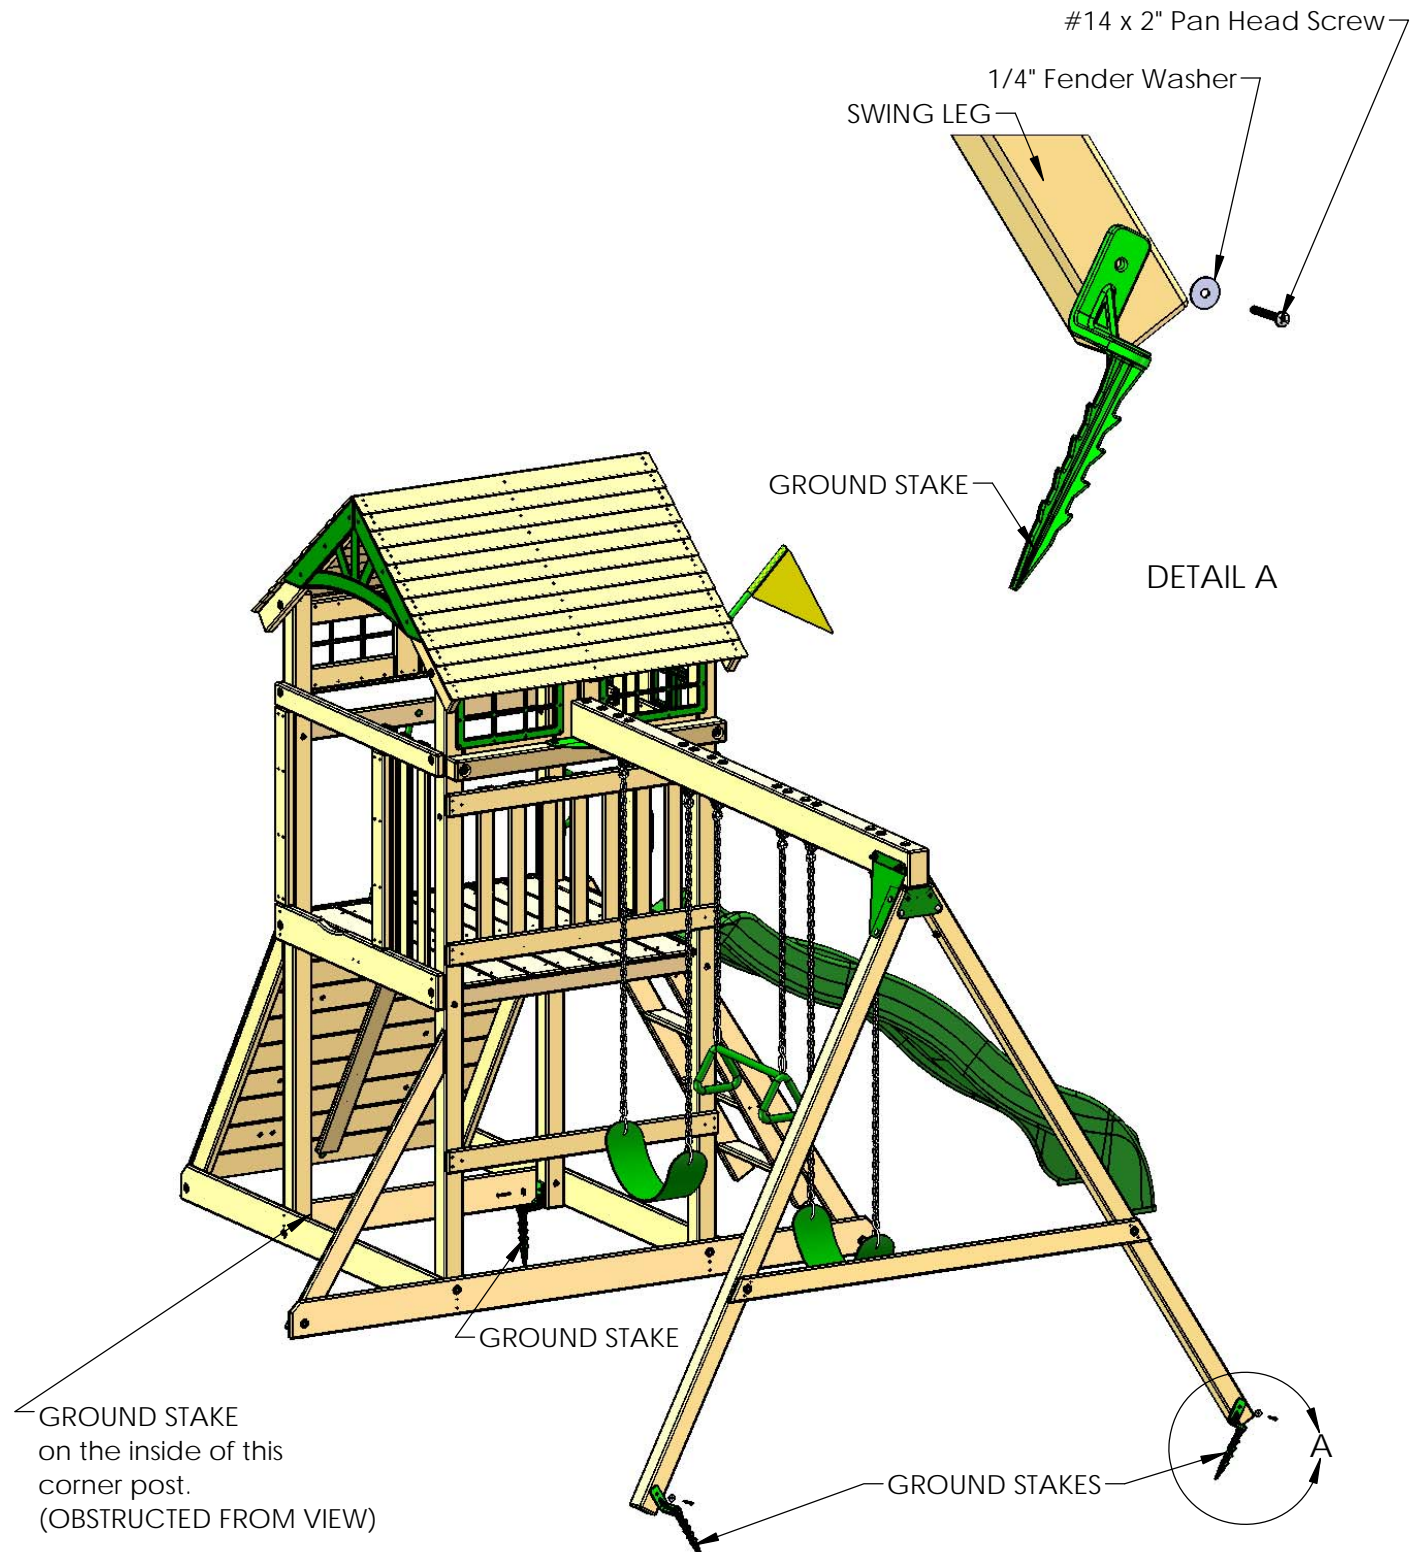 #14 x 2" Pan Head Screw
1/4" Fender Washer
SWING LEG
GROUND STAKE
DETAIL A
GROUND STAKE
GROUND STAKE
on the inside of this
corner post.
(OBSTRUCTED FROM VIEW)
GROUND STAKES
A